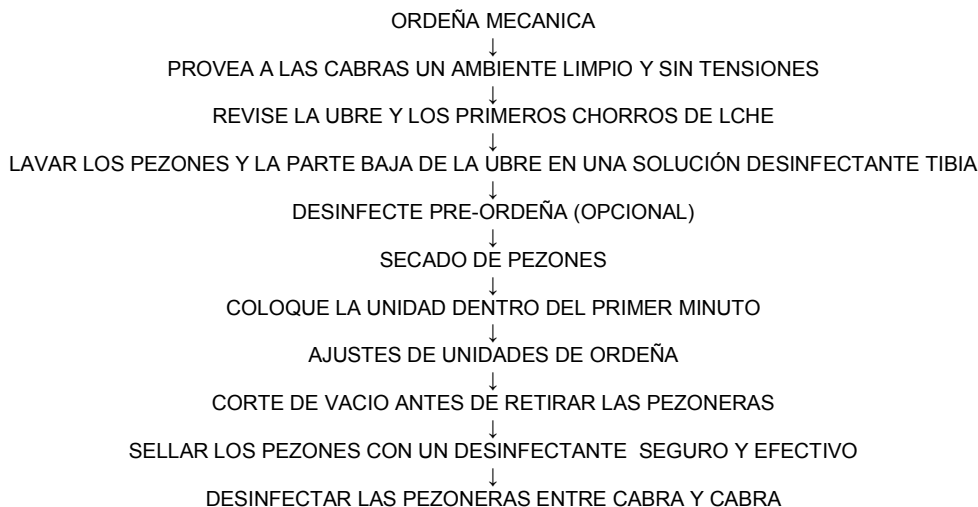 ORDEÑA MECANICA
↓
PROVEA A LAS CABRAS UN AMBIENTE LIMPIO Y SIN TENSIONES
↓
REVISE LA UBRE Y LOS PRIMEROS CHORROS DE LCHE
↓
LAVAR LOS PEZONES Y LA PARTE BAJA DE LA UBRE EN UNA SOLUCIÓN DESINFECTANTE TIBIA
↓
DESINFECTE PRE-ORDEÑA (OPCIONAL)
↓
SECADO DE PEZONES
↓
COLOQUE LA UNIDAD DENTRO DEL PRIMER MINUTO
↓
AJUSTES DE UNIDADES DE ORDEÑA
↓
CORTE DE VACIO ANTES DE RETIRAR LAS PEZONERAS
↓
SELLAR LOS PEZONES CON UN DESINFECTANTE SEGURO Y EFECTIVO
↓
DESINFECTAR LAS PEZONERAS ENTRE CABRA Y CABRA